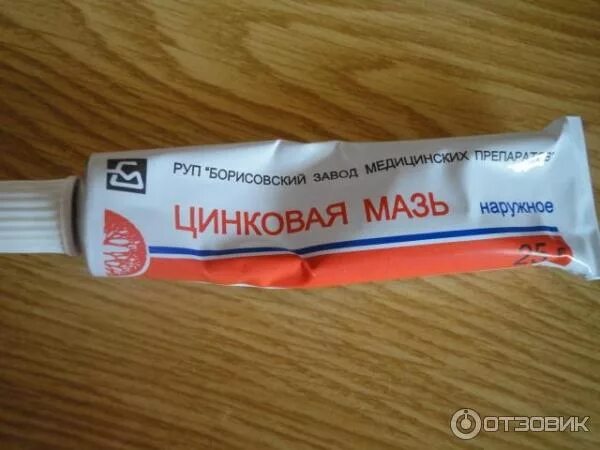 РУП "БОРИСОВСКИЙ ЗАВОД МЕДИЦИНСКИХ ПРЕПАРАТОВ"
ЦИНКОВАЯ МАЗЬ
наружное
25 г
ОТЗОВИК